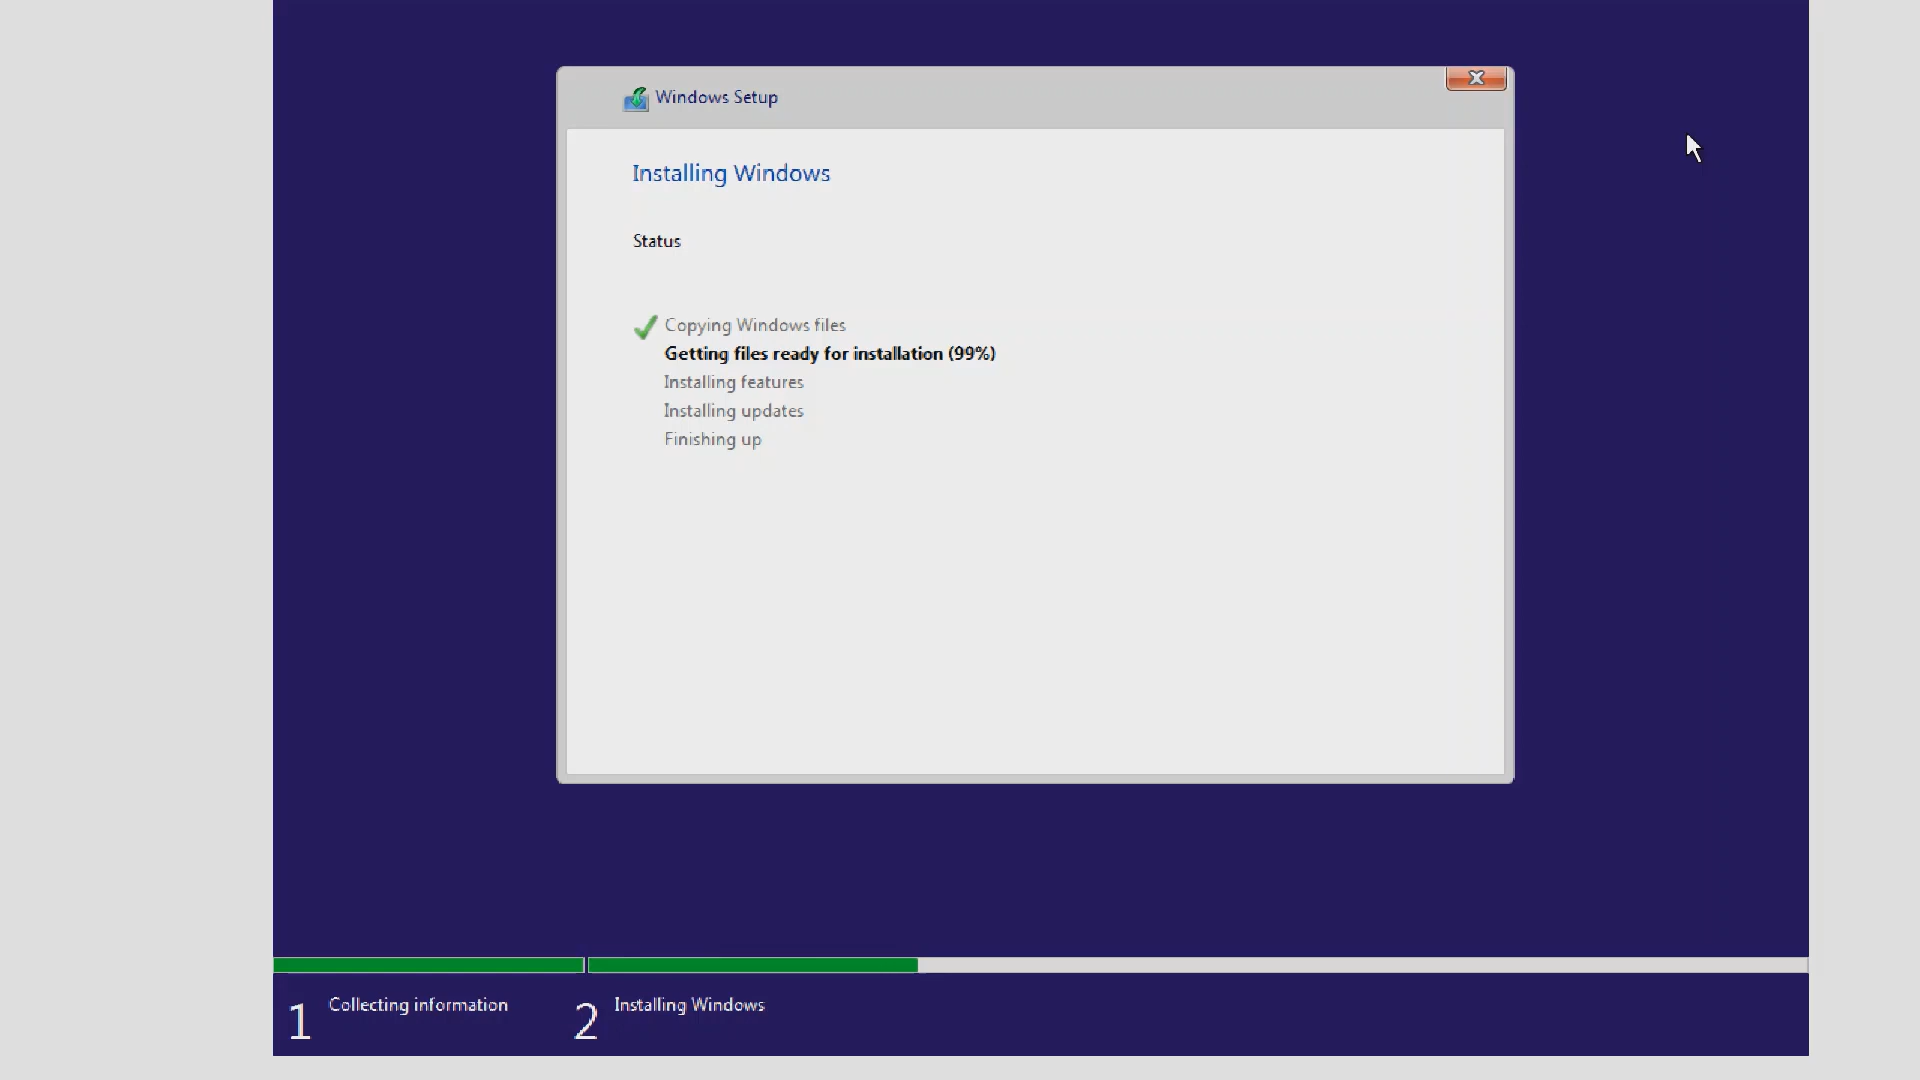 Windows Setup
Installing Windows
Status
Copying Windows files
Getting files ready for installation (99%)
Installing features
Installing updates
Finishing up
1 Collecting information
2 Installing Windows